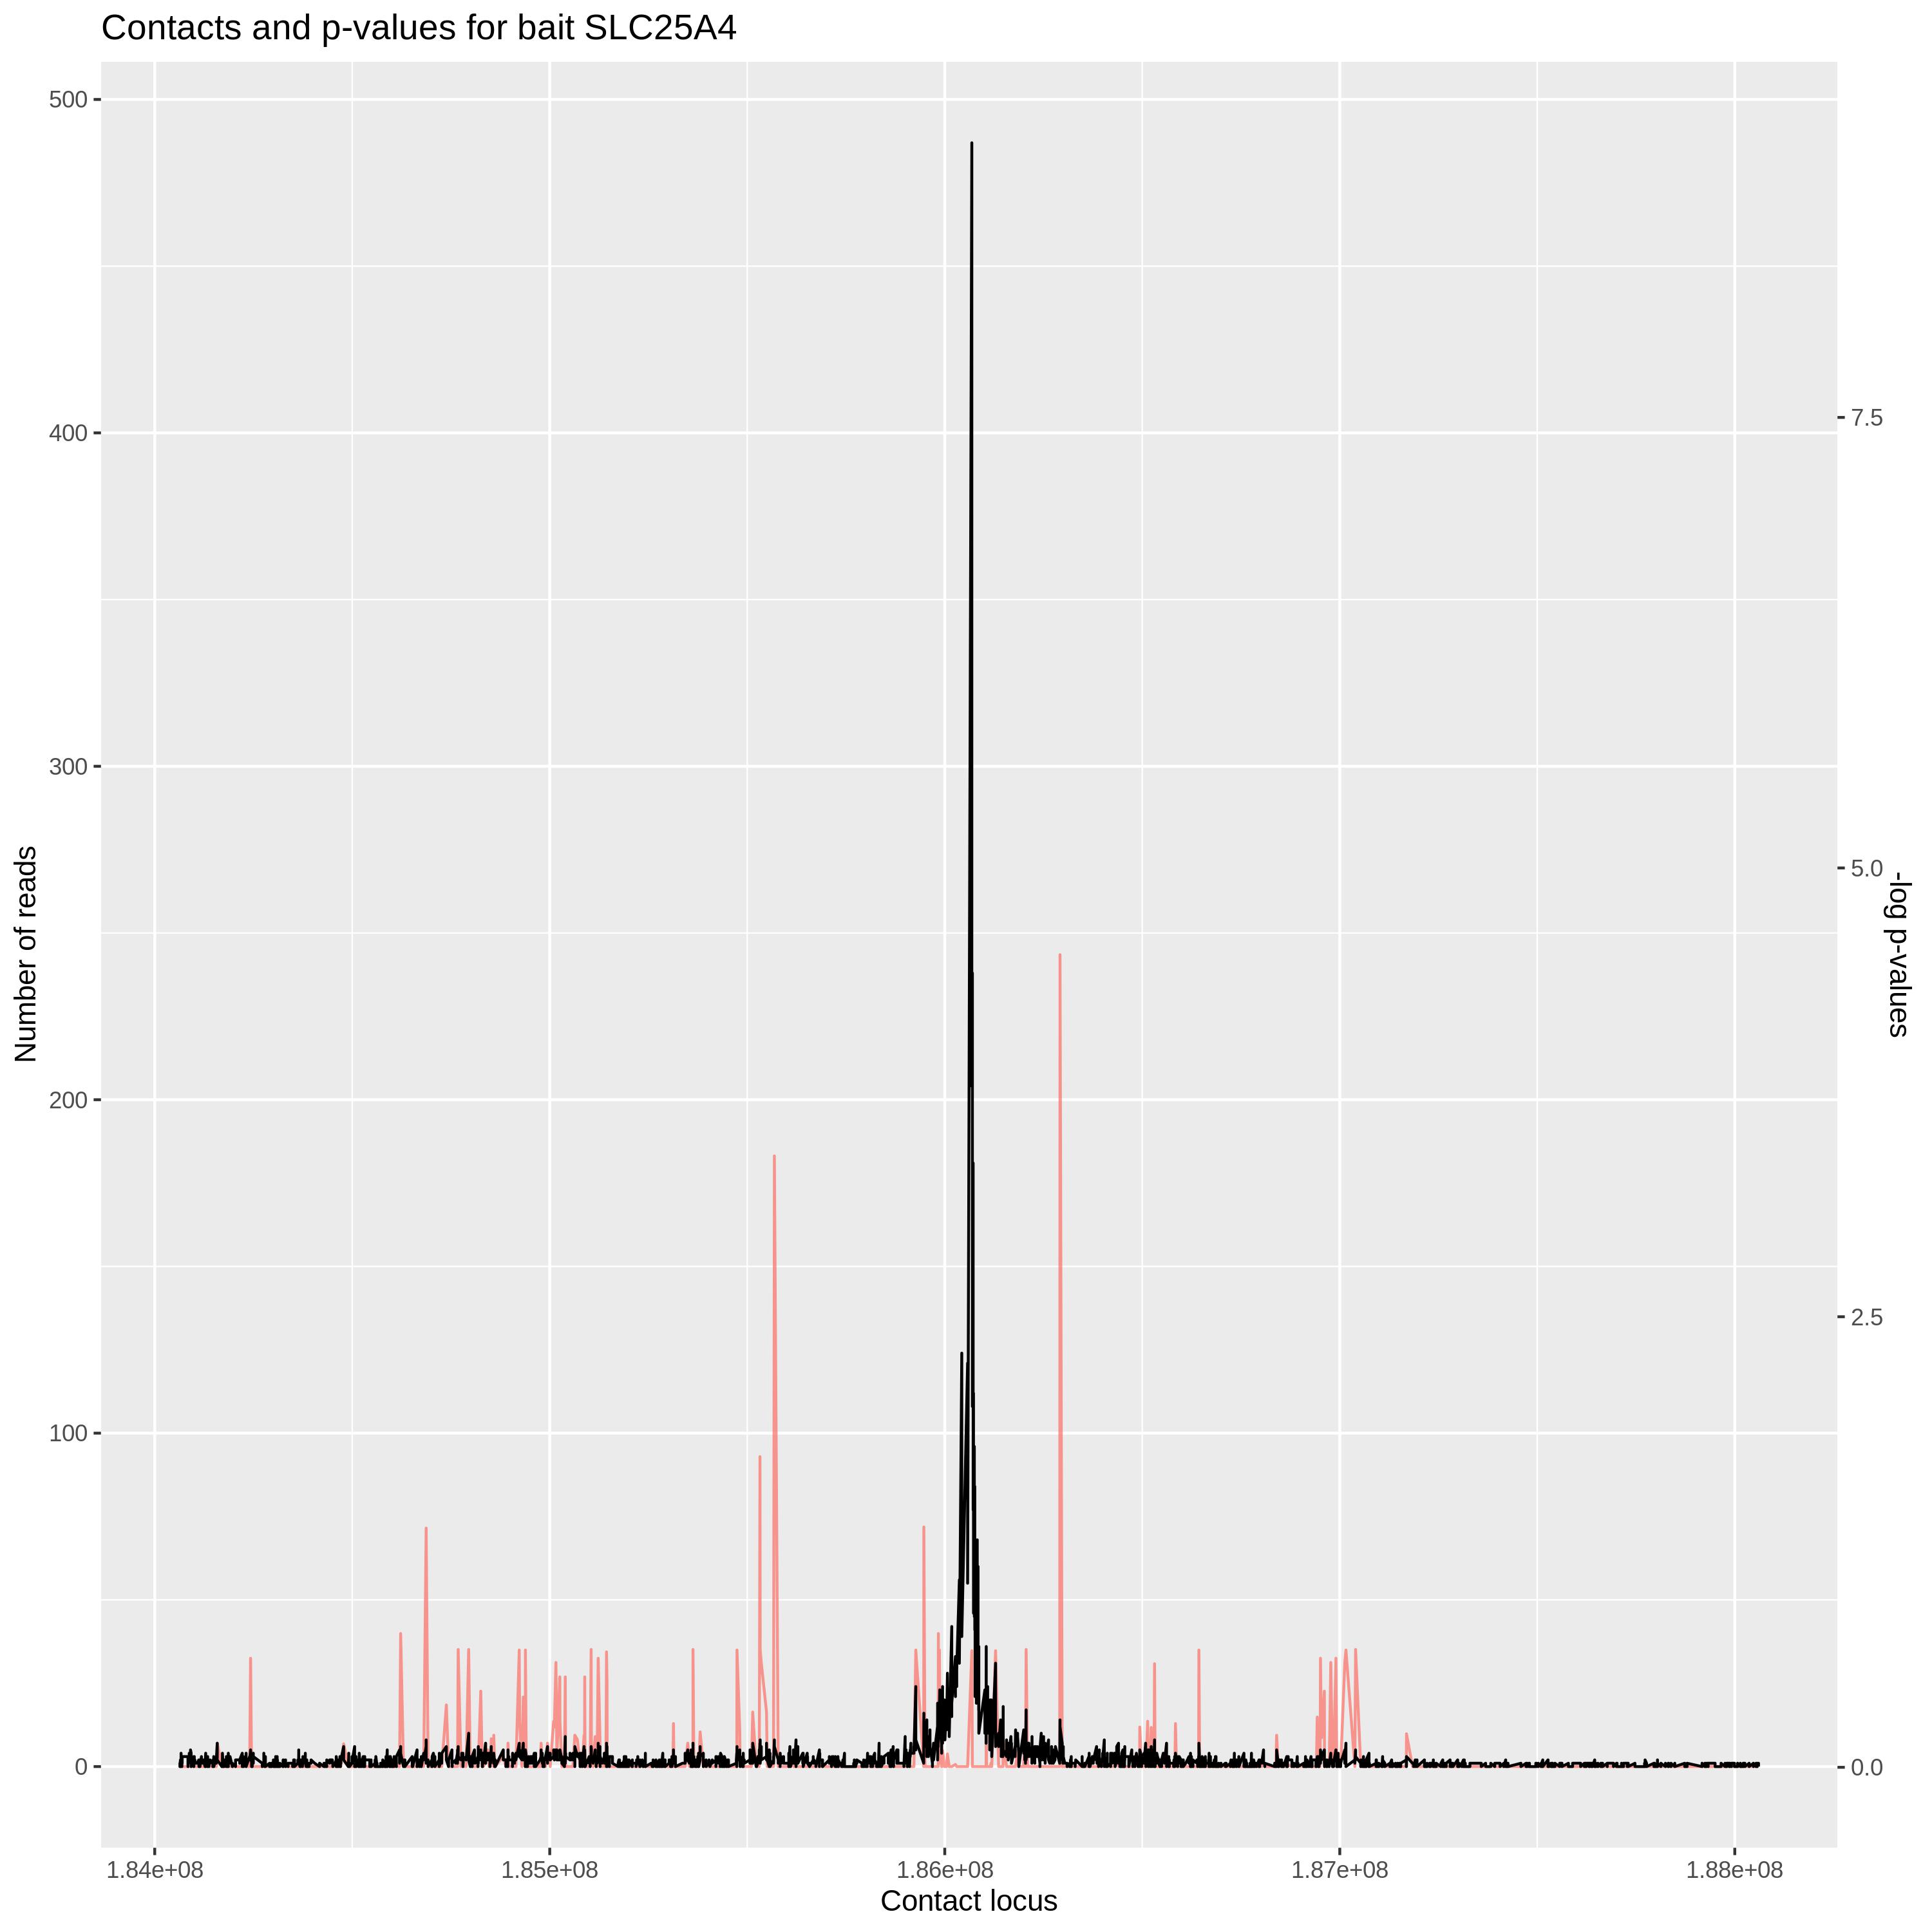 Contacts and p-values for bait SLC25A4
500
400
300
200
100
0
Number of reads
7.5
5.0
2.5
0.0
-log p-values
1.84e+08
1.85e+08
1.86e+08
1.87e+08
1.88e+08
Contact locus